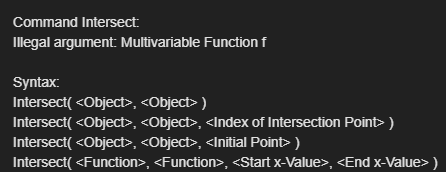 Command Intersect:
Illegal argument: Multivariable Function f
Syntax:
Intersect( <Object>, <Object> )
Intersect( <Object>, <Object>, <Index of Intersection Point> )
Intersect( <Object>, <Object>, <Initial Point> )
Intersect( <Function>, <Function>, <Start x-Value>, <End x-Value> )